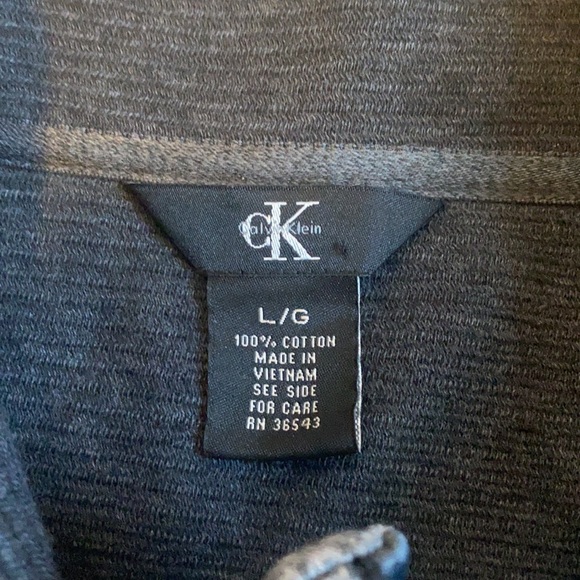 CK
Calvin Klein
L/G
100% COTTON
MADE IN
VIETNAM
SEE SIDE
FOR CARE
RN 36543